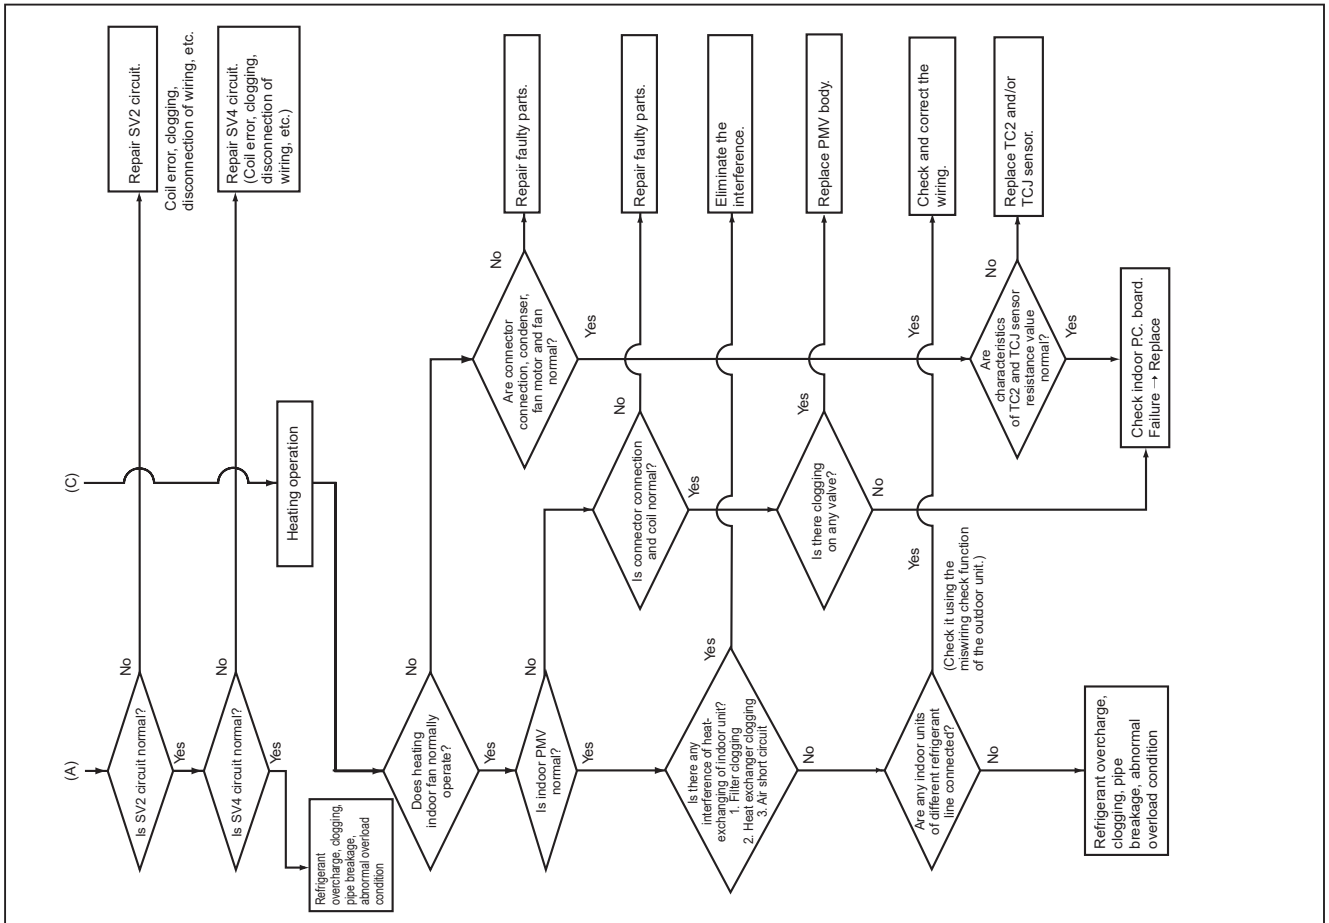 (A)
Is SV2 circuit normal?
No
Repair SV2 circuit.
Coil error, clogging,
disconnection of wiring, etc.
Yes
Is SV4 circuit normal?
No
Repair SV4 circuit.
(Coil error, clogging,
disconnection of
wiring, etc.)
Yes
Refrigerant
overcharge, clogging,
pipe breakage,
abnormal overload
condition
(C)
Heating operation
Does heating
indoor fan normally
operate?
No
Are connector
connection, condenser,
fan motor and fan
normal?
No
Repair faulty parts.
Yes
Yes
Is indoor PMV
normal?
No
Is connector connection
and coil normal?
No
Repair faulty parts.
Yes
Yes
Is there any
interference of heat-
exchanging of indoor unit?
1. Filter clogging
2. Heat exchanger clogging
3. Air short circuit
Yes
Eliminate the
interference.
Is there clogging
on any valve?
Yes
Replace PMV body.
No
No
Are any indoor units
of different refrigerant
line connected?
Yes
Yes
(Check it using the
miswiring check function
of the outdoor unit.)
Check and correct the
wiring.
No
Are
characteristics
of TC2 and TCJ sensor
resistance value
normal?
No
Replace TC2 and/or
TCJ sensor.
Yes
Check indoor P.C. board.
Failure → Replace
Refrigerant overcharge,
clogging, pipe
breakage, abnormal
overload condition